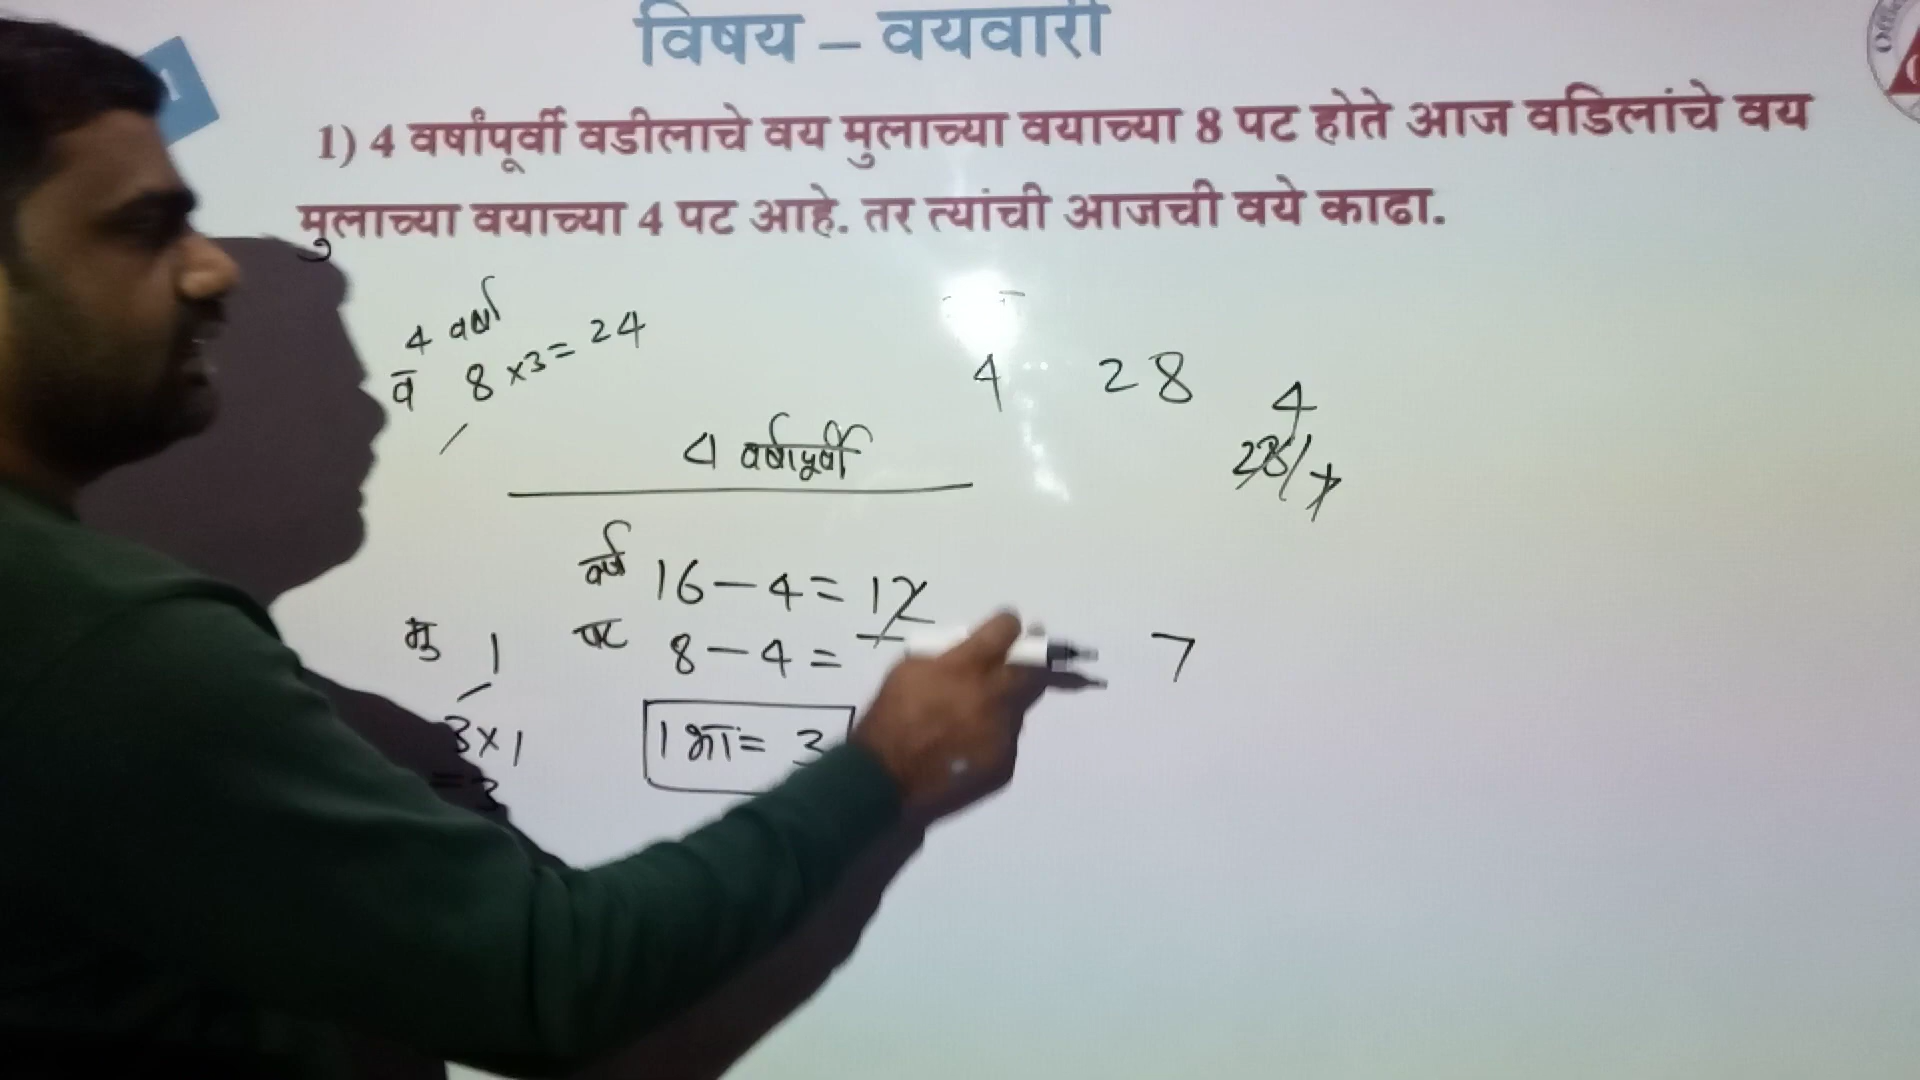 विषय – वयवारी
1) 4 वर्षांपूर्वी वडीलाचे वय मुलाच्या वयाच्या 8 पट होते आज वडिलांचे वय
मुलाच्या वयाच्या 4 पट आहे. तर त्यांची आजची वये काढा.
4 वर्षा
व 8 ×3= 24
4 28
4
28/7
4 वर्षापूर्वी
वर्ष 16-4=12
मु 1 पट 8-4= 7
3×1 1 भा= 3
=3